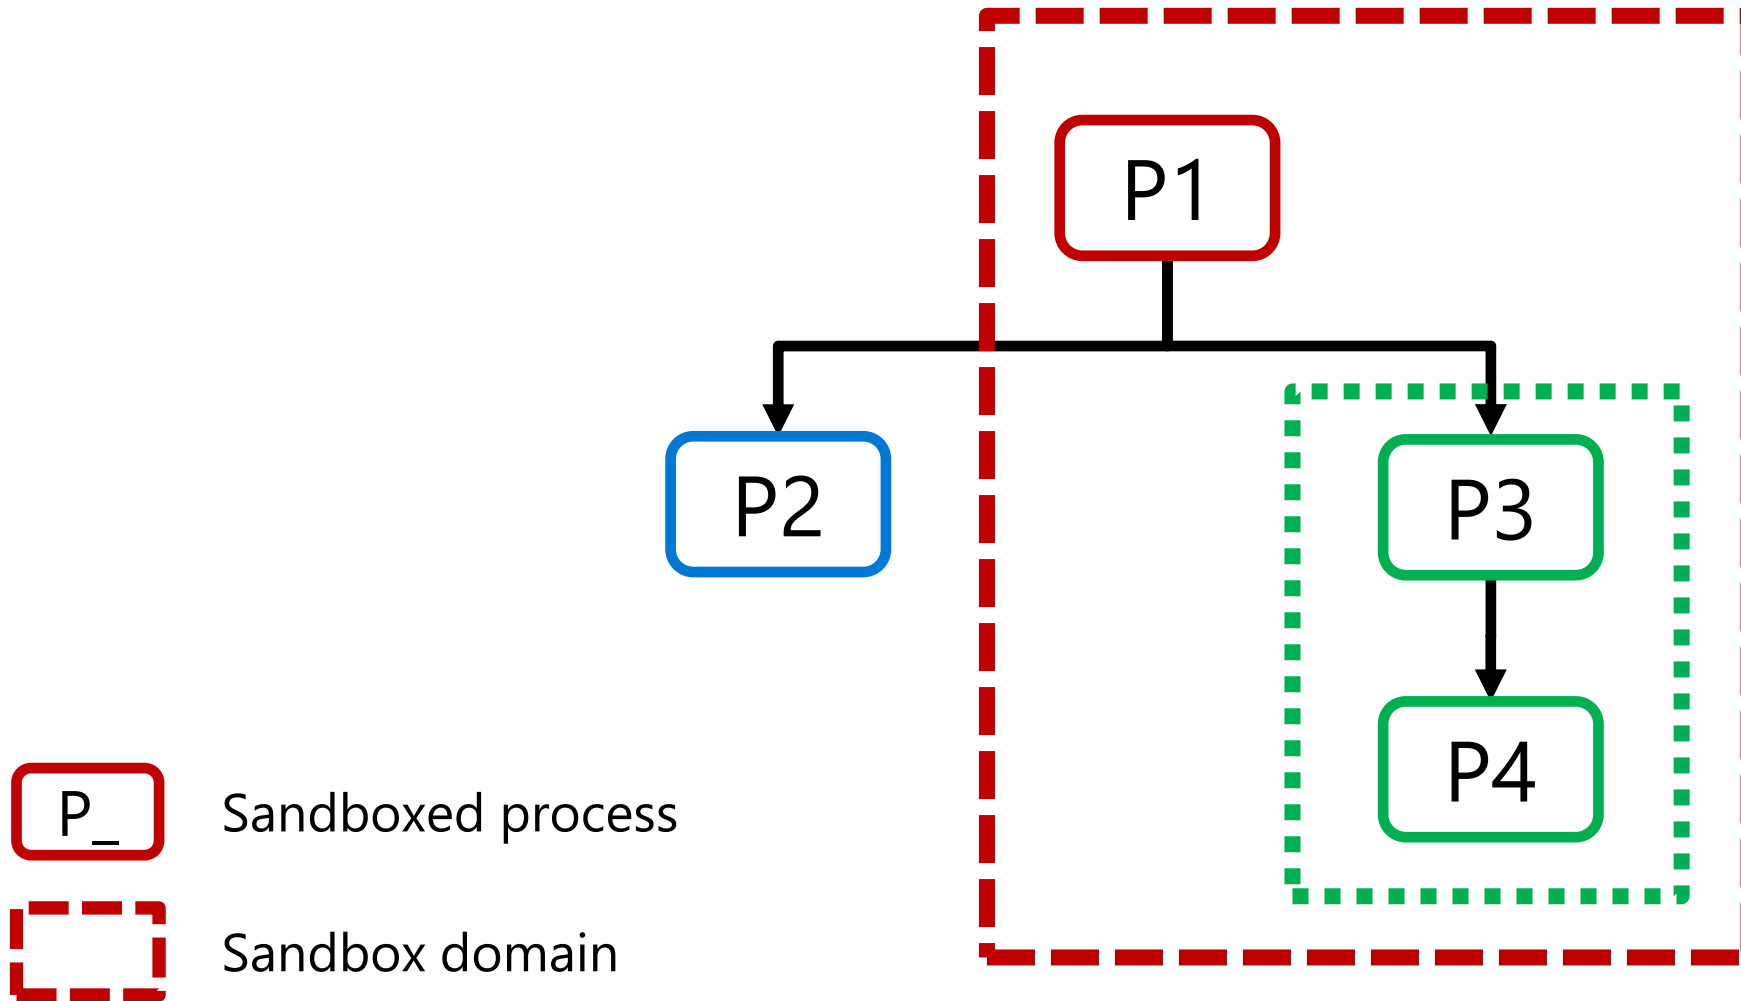 P1
P2
P3
P4
P_
Sandboxed process
Sandbox domain